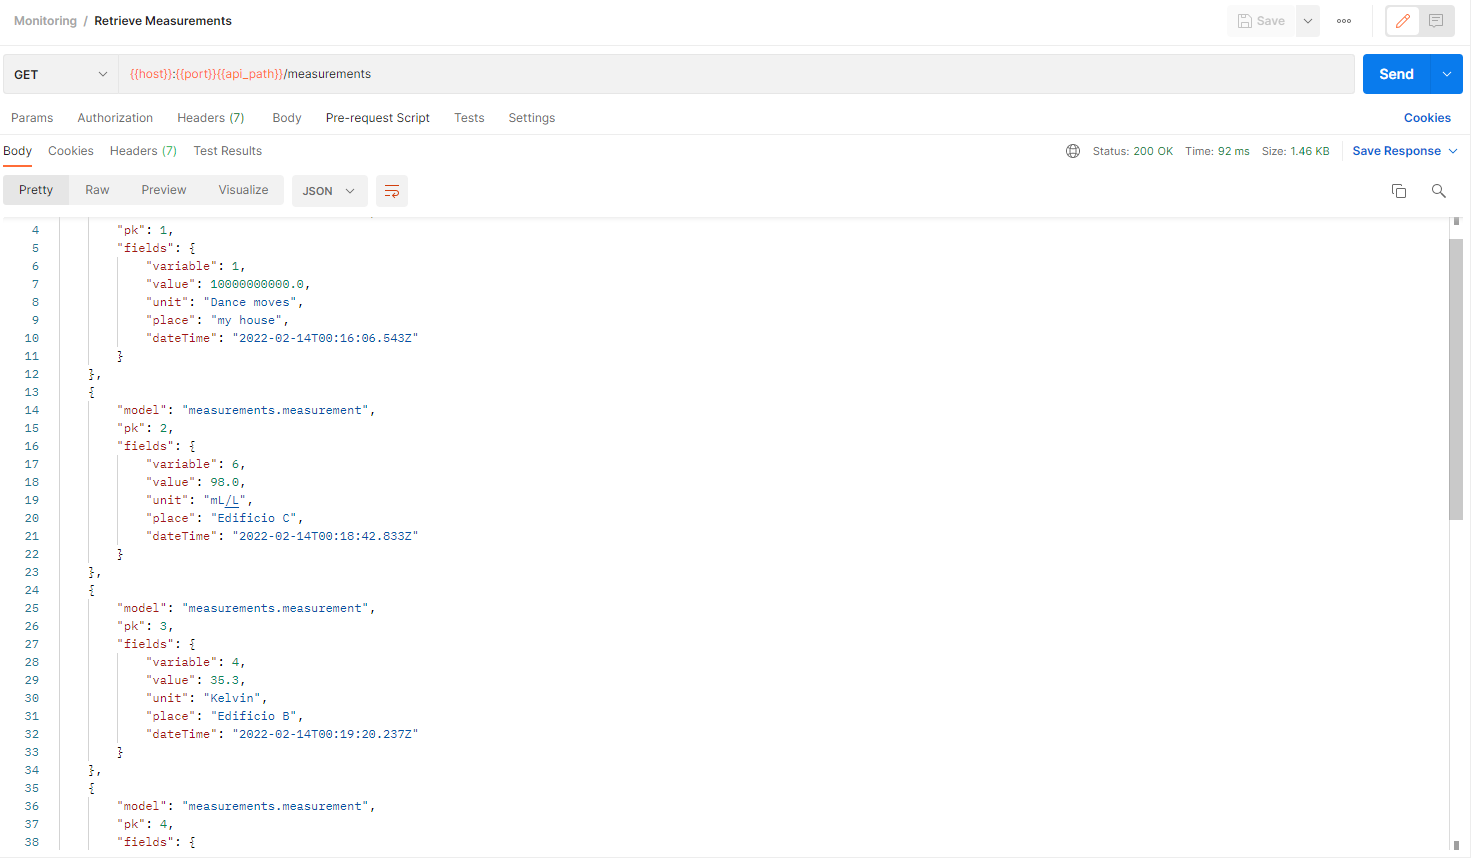 Monitoring / Retrieve Measurements
Save
GET
{{host}}:{{port}}{{api_path}}/measurements
Send
Params Authorization Headers (7) Body Pre-request Script Tests Settings
Cookies
Body Cookies Headers (7) Test Results
Status: 200 OK Time: 92 ms Size: 1.46 KB Save Response
Pretty Raw Preview Visualize JSON
4 "pk": 1,
5 "fields": {
6 "variable": 1,
7 "value": 10000000000.0,
8 "unit": "Dance moves",
9 "place": "my house",
10 "dateTime": "2022-02-14T00:16:06.543Z"
11 }
12 },
13 {
14 "model": "measurements.measurement",
15 "pk": 2,
16 "fields": {
17 "variable": 6,
18 "value": 98.0,
19 "unit": "mL/L",
20 "place": "Edificio C",
21 "dateTime": "2022-02-14T00:18:42.833Z"
22 }
23 },
24 {
25 "model": "measurements.measurement",
26 "pk": 3,
27 "fields": {
28 "variable": 4,
29 "value": 35.3,
30 "unit": "Kelvin",
31 "place": "Edificio B",
32 "dateTime": "2022-02-14T00:19:20.237Z"
33 }
34 },
35 {
36 "model": "measurements.measurement",
37 "pk": 4,
38 "fields": {